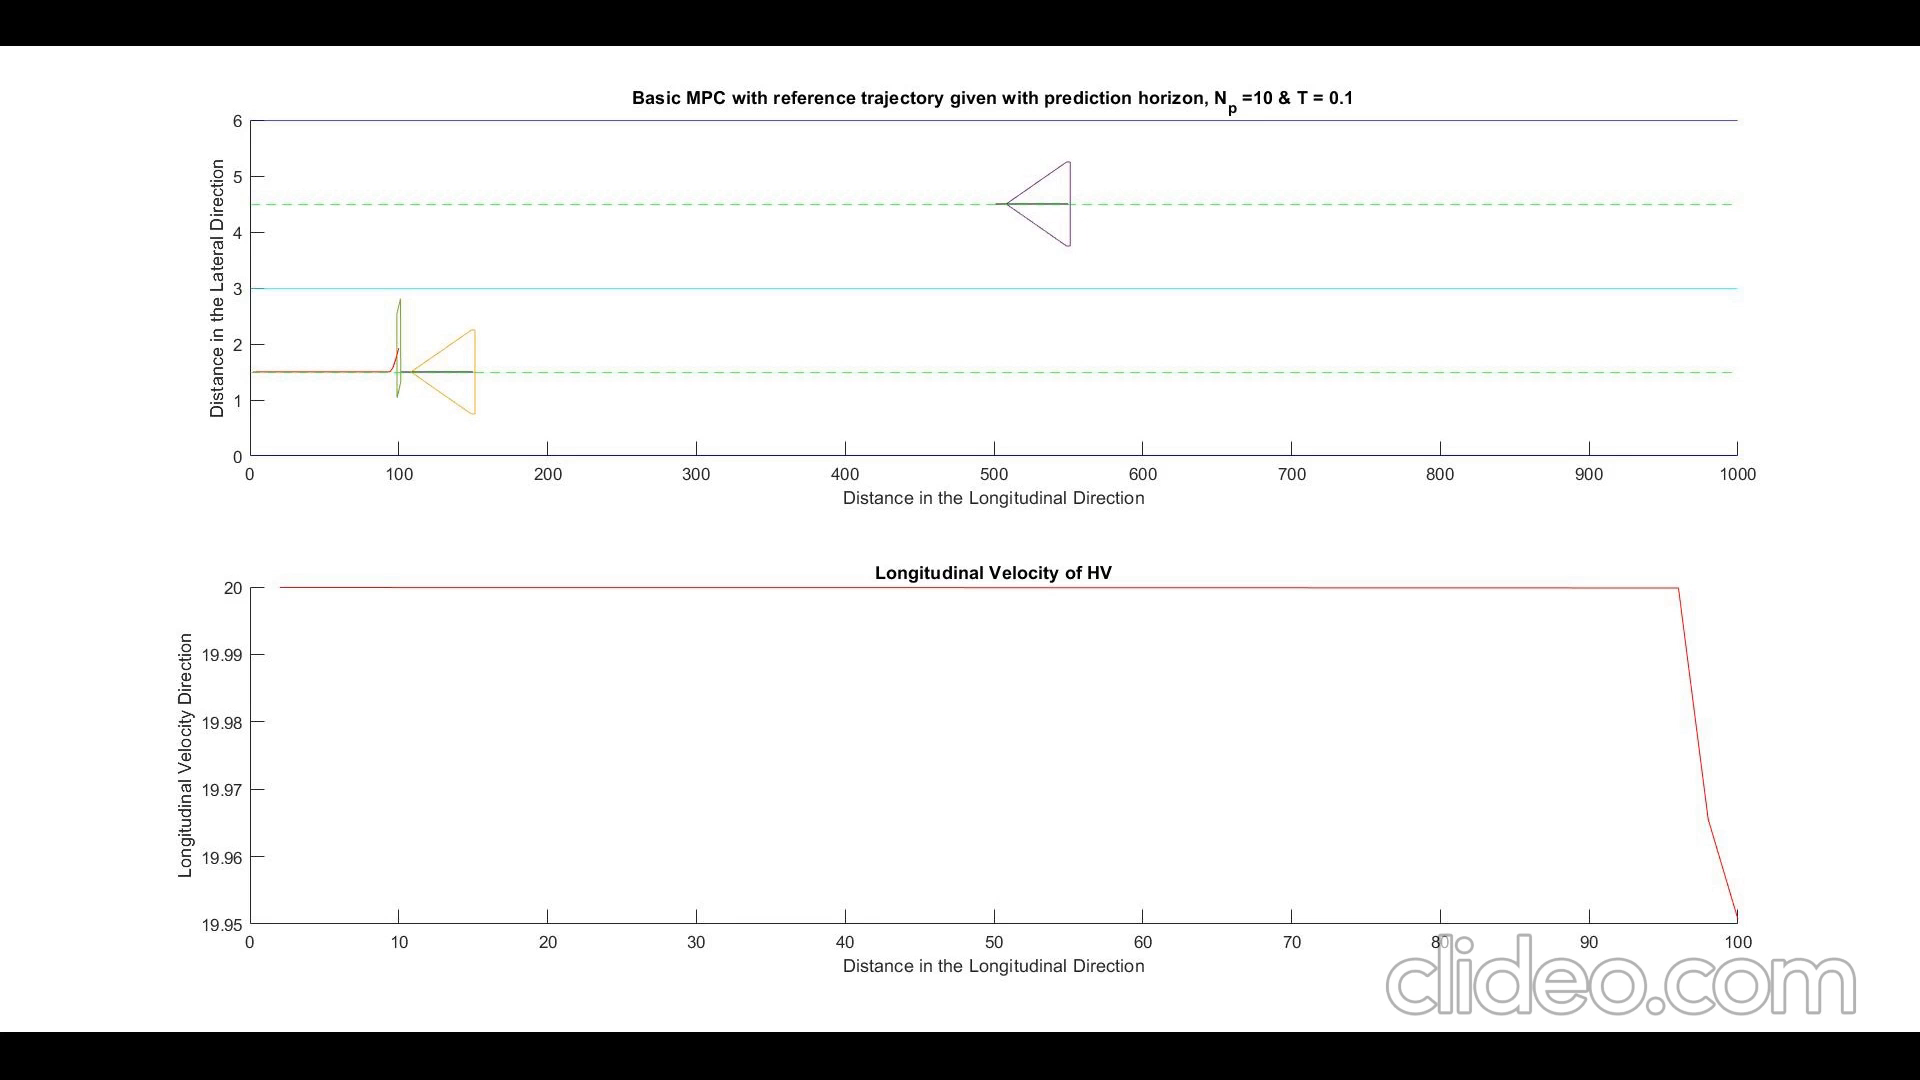 Basic MPC with reference trajectory given with prediction horizon, Np =10 & T = 0.1
6
5
4
3
2
1
0
Distance in the Lateral Direction
0 100 200 300 400 500 600 700 800 900 1000
Distance in the Longitudinal Direction
Longitudinal Velocity of HV
20
19.99
19.98
19.97
19.96
19.95
Longitudinal Velocity Direction
0 10 20 30 40 50 60 70 80 90 100
Distance in the Longitudinal Direction
clideo.com